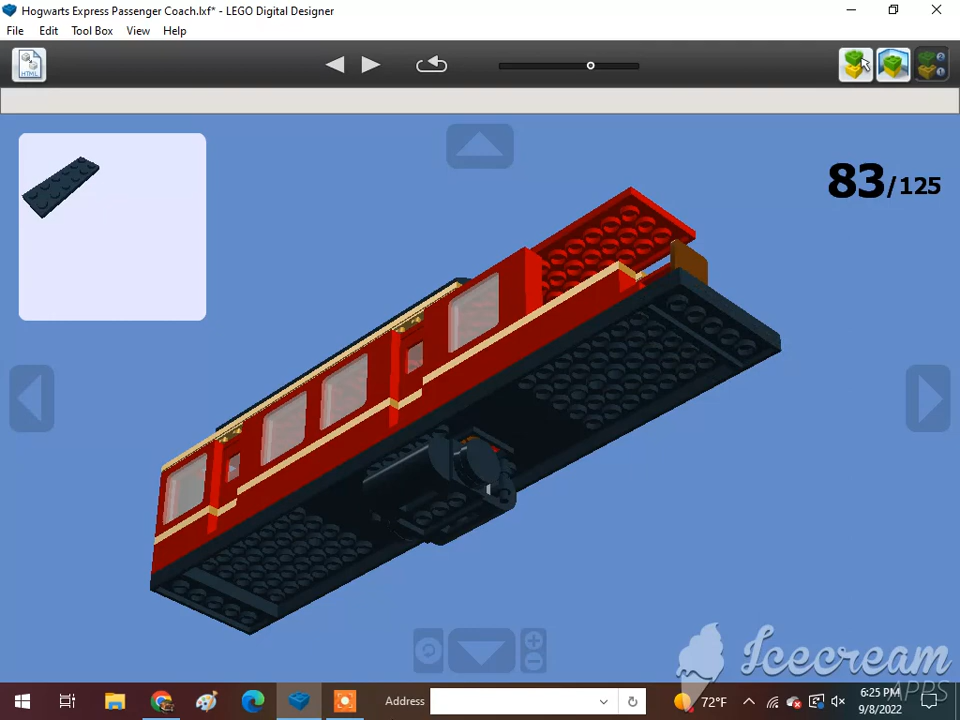 Hogwarts Express Passenger Coach.lxf* - LEGO Digital Designer
File Edit Tool Box View Help
HTML
83/125
Icecream
APPS
Address
72°F
6:25 PM
9/8/2022